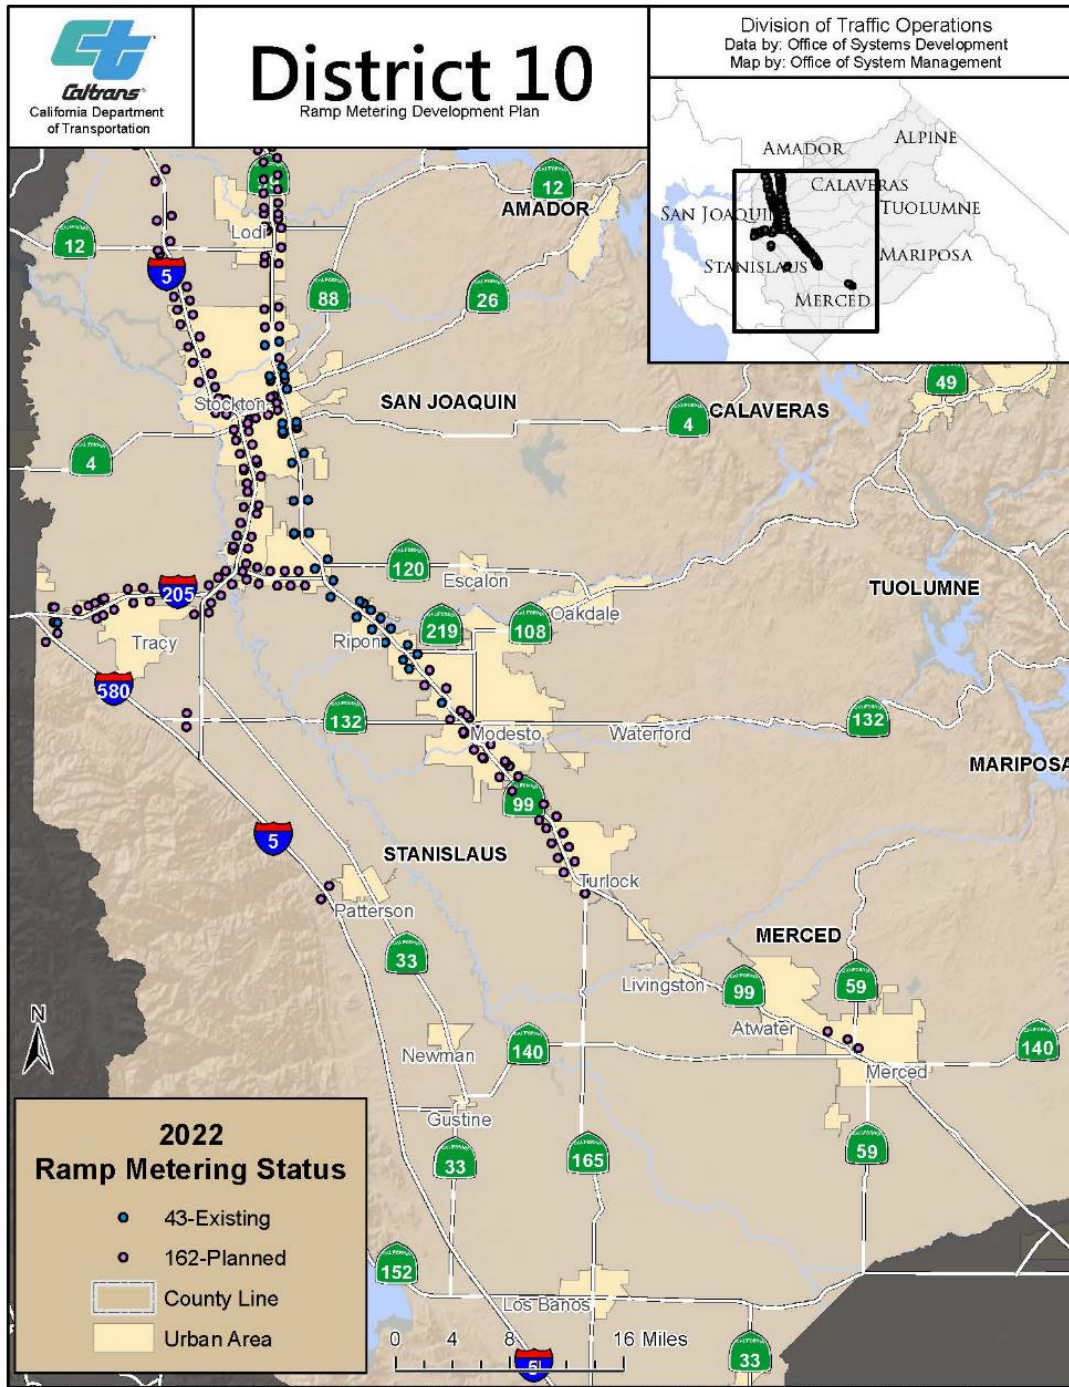 Caltrans
California Department
of Transportation
District 10
Ramp Metering Development Plan
Division of Traffic Operations
Data by: Office of Systems Development
Map by: Office of System Management
AMADOR
ALPINE
CALAVERAS
SAN JOAQUIN
TUOLUMNE
STANISLAUS
MARIPOSA
MERCED
12
AMADOR
12
Lodi
5
88
26
49
Stockton
SAN JOAQUIN
4
CALAVERAS
4
120
Escalon
205
TUOLUMNE
Oakdale
Tracy
Ripon
219
108
580
132
Modesto
Waterford
132
MARIPOSA
99
5
STANISLAUS
Turlock
Patterson
MERCED
33
Livingston
99
59
Atwater
N
Newman
140
140
Merced
Gustine
33
165
59
2022
Ramp Metering Status
43-Existing
162-Planned
County Line
Urban Area
152
Los Banos
0 4 8 16 Miles
5
33